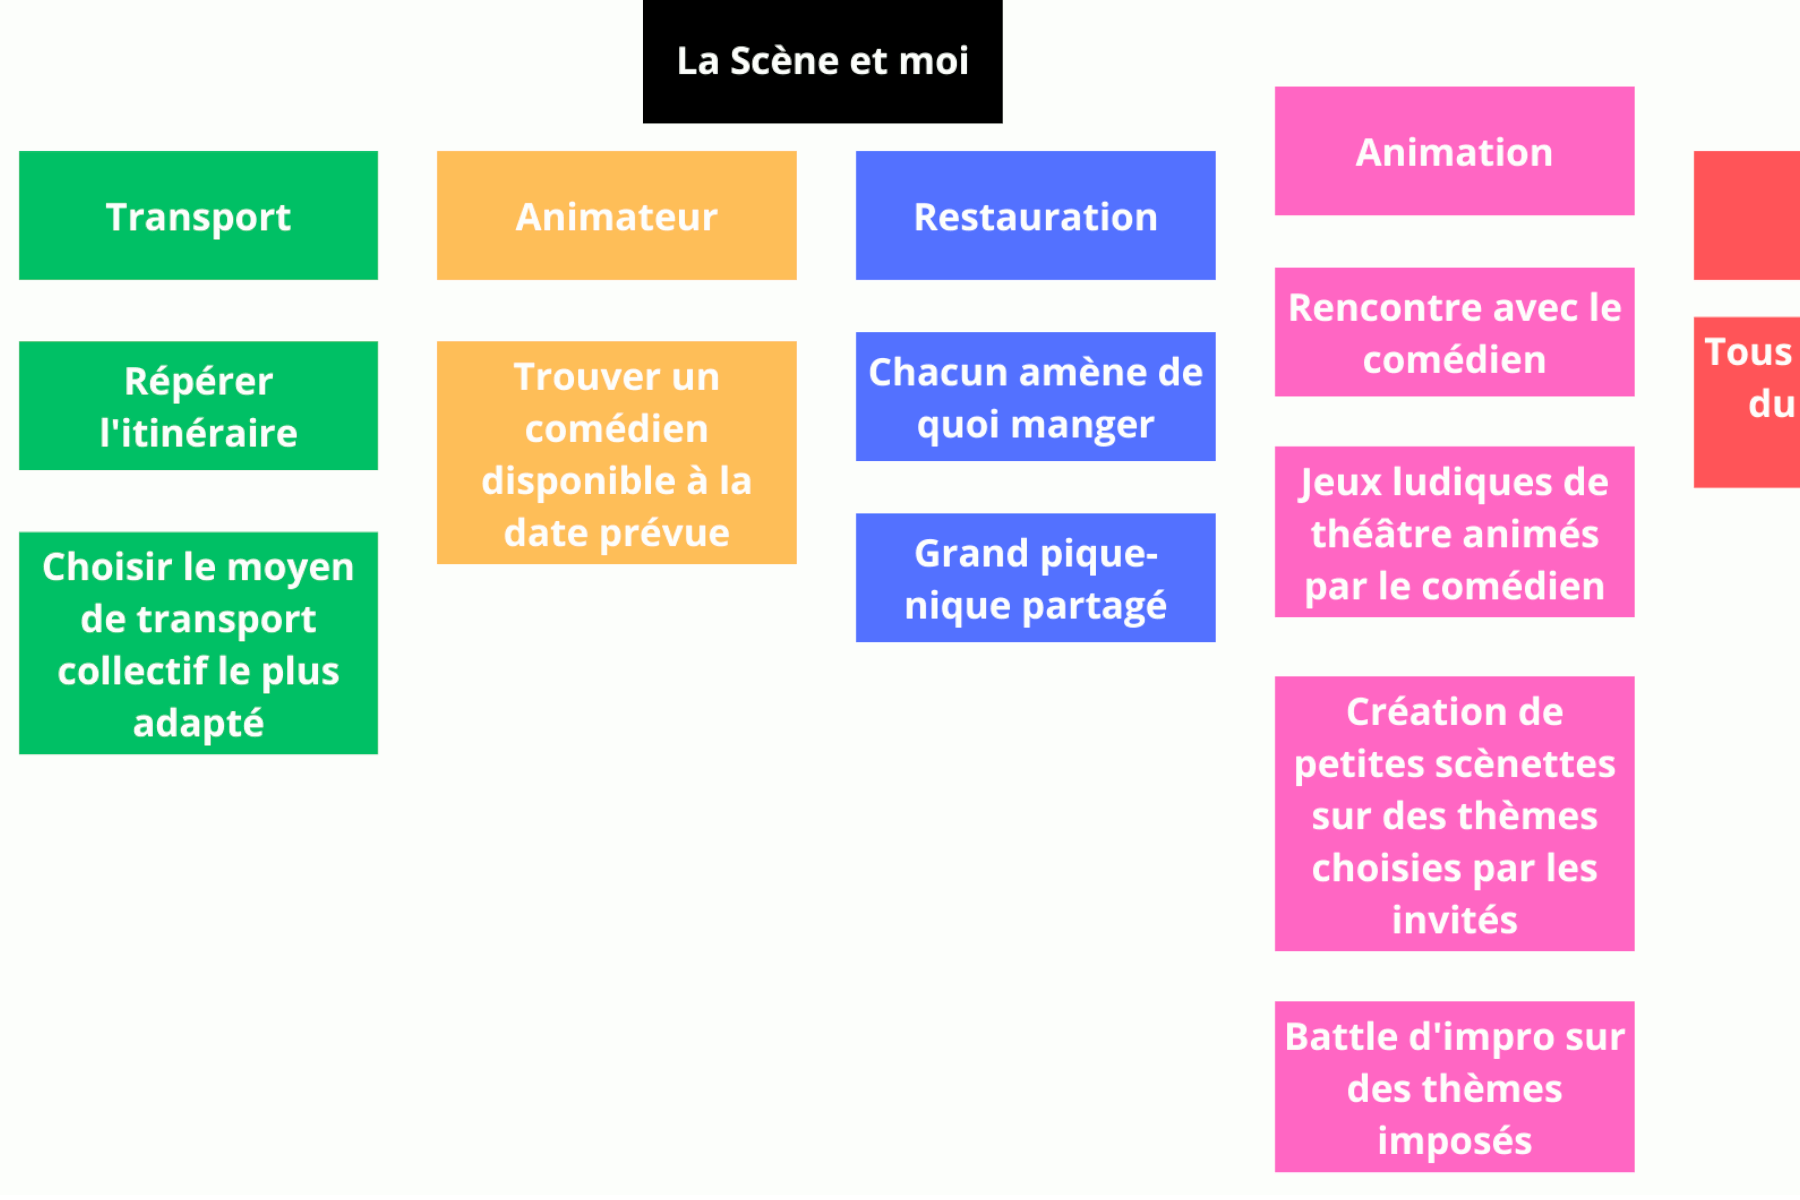 La Scène et moi
Transport
Répérer
l'itinéraire
Choisir le moyen
de transport
collectif le plus
adapté
Animateur
Trouver un
comédien
disponible à la
date prévue
Restauration
Chacun amène de
quoi manger
Grand pique-
nique partagé
Animation
Rencontre avec le
comédien
Jeux ludiques de
théâtre animés
par le comédien
Création de
petites scènettes
sur des thèmes
choisies par les
invités
Battle d'impro sur
des thèmes
imposés
Tous
du